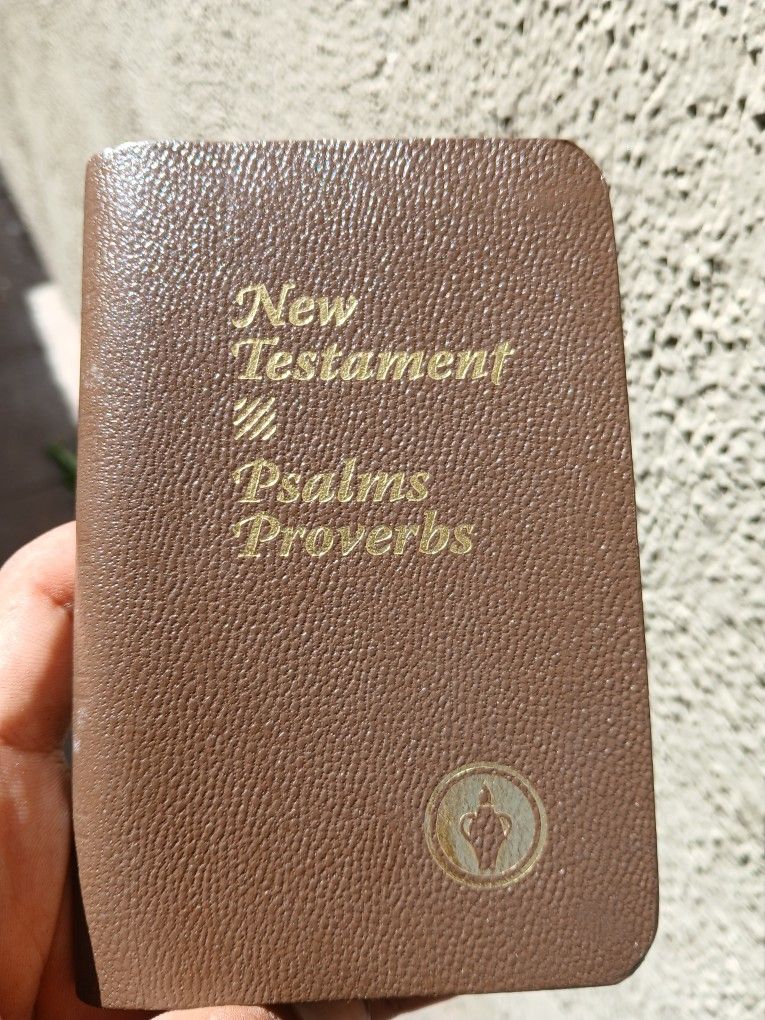 New
Testament
Psalms
Proverbs